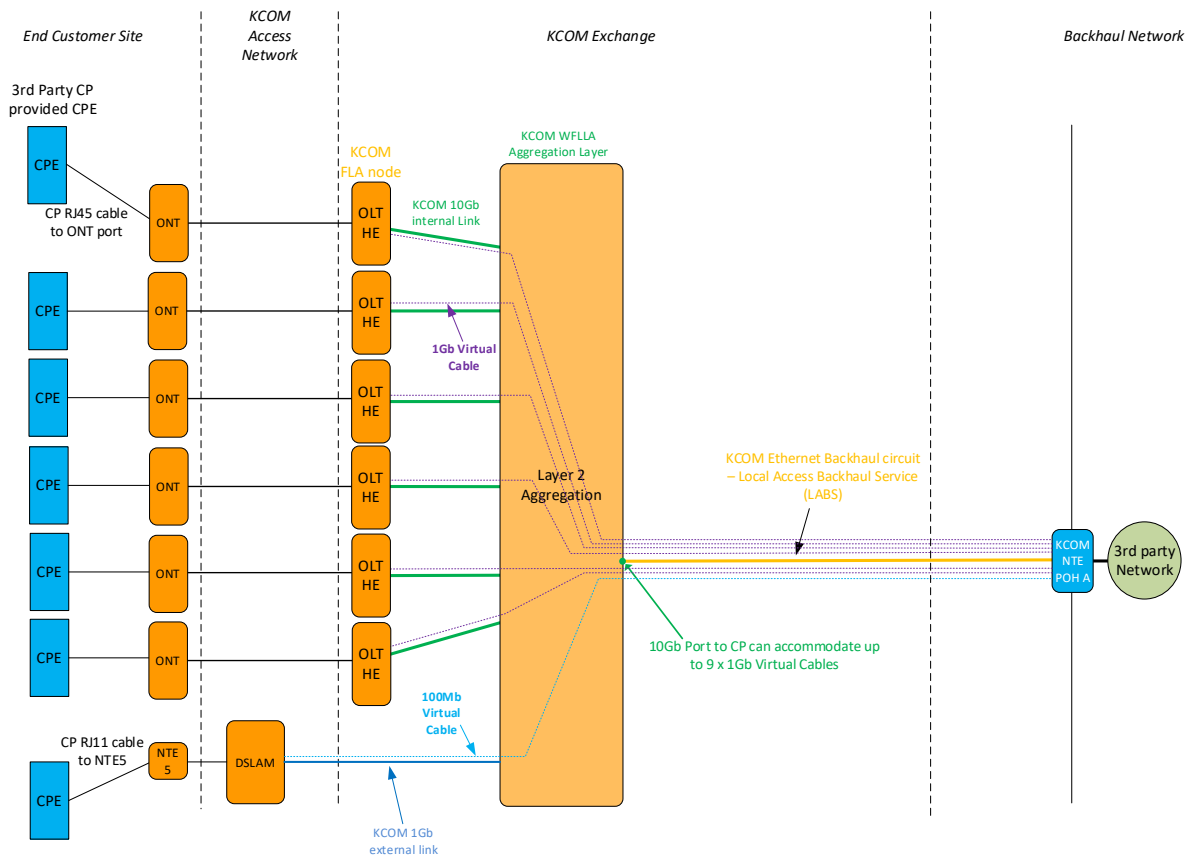 End Customer Site
KCOM
Access
Network
KCOM Exchange
Backhaul Network
3rd Party CP
provided CPE
CPE
CP RJ45 cable
to ONT port
ONT
KCOM
FLA node
OLT
HE
KCOM 10Gb
internal Link
KCOM WFLLA
Aggregation Layer
CPE
ONT
OLT
HE
1Gb Virtual
Cable
CPE
ONT
OLT
HE
CPE
ONT
OLT
HE
Layer 2
Aggregation
KCOM Ethernet Backhaul circuit
– Local Access Backhaul Service
(LABS)
CPE
ONT
OLT
HE
KCOM
NTE
POH A
3rd party
Network
CPE
ONT
OLT
HE
10Gb Port to CP can accommodate up
to 9 x 1Gb Virtual Cables
100Mb
Virtual
Cable
CP RJ11 cable
to NTE5
NTE
5
DSLAM
CPE
KCOM 1Gb
external link